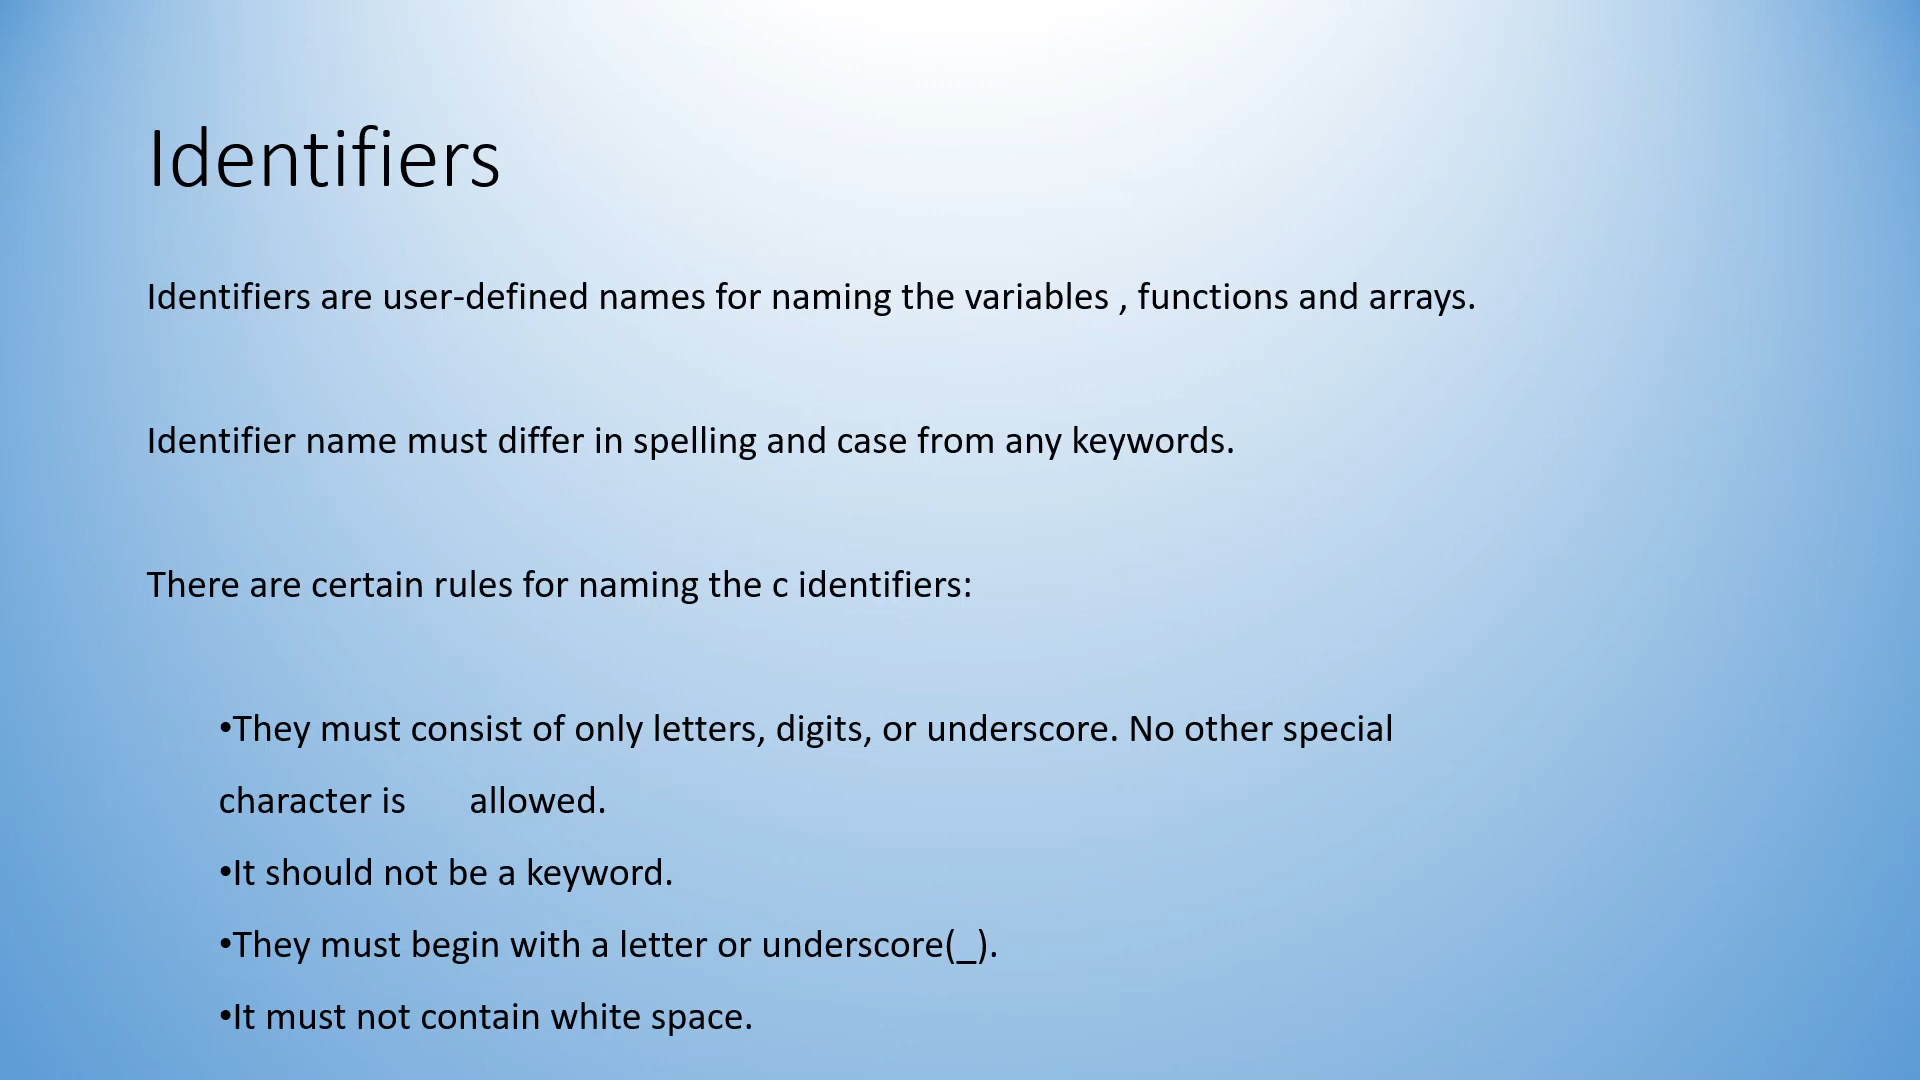 Identifiers
Identifiers are user-defined names for naming the variables , functions and arrays.
Identifier name must differ in spelling and case from any keywords.
There are certain rules for naming the c identifiers:
•They must consist of only letters, digits, or underscore. No other special
character is allowed.
•It should not be a keyword.
•They must begin with a letter or underscore(_).
•It must not contain white space.